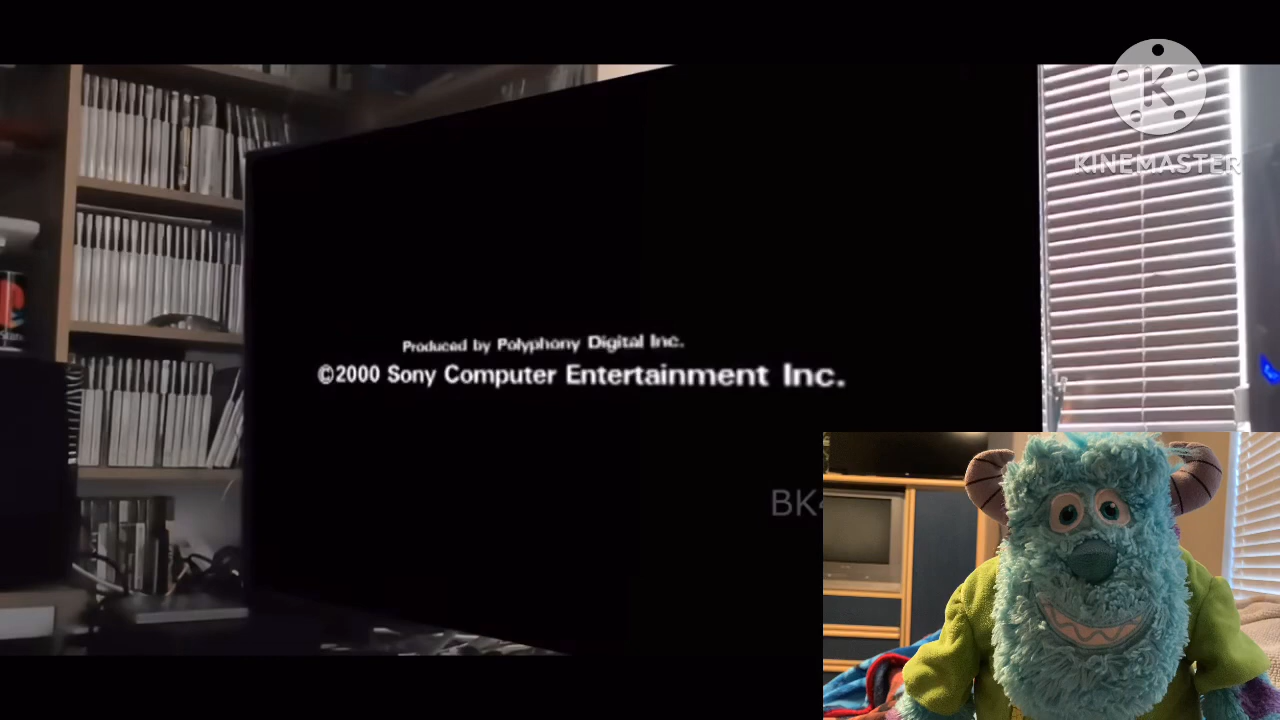 KINEMASTER
Produced by Polyphony Digital Inc.
©2000 Sony Computer Entertainment Inc.